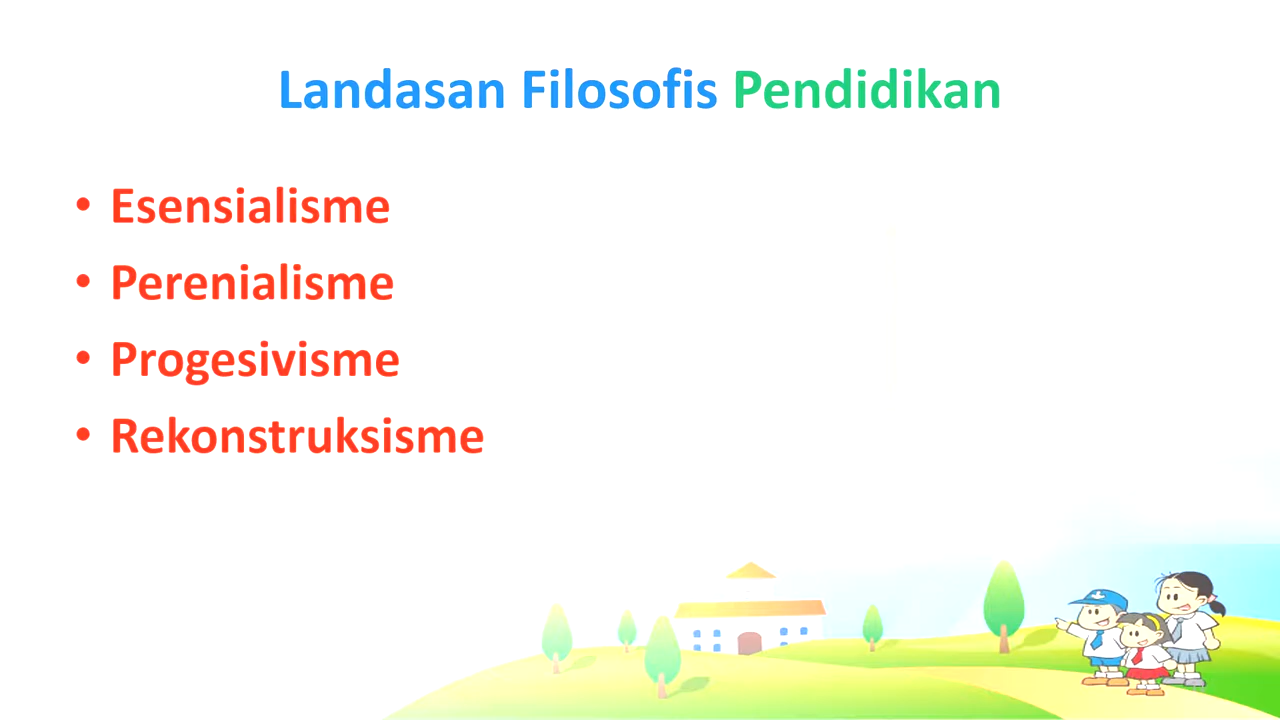 Landasan Filosofis Pendidikan
• Esensialisme
• Perenialisme
• Progesivisme
• Rekonstruksisme